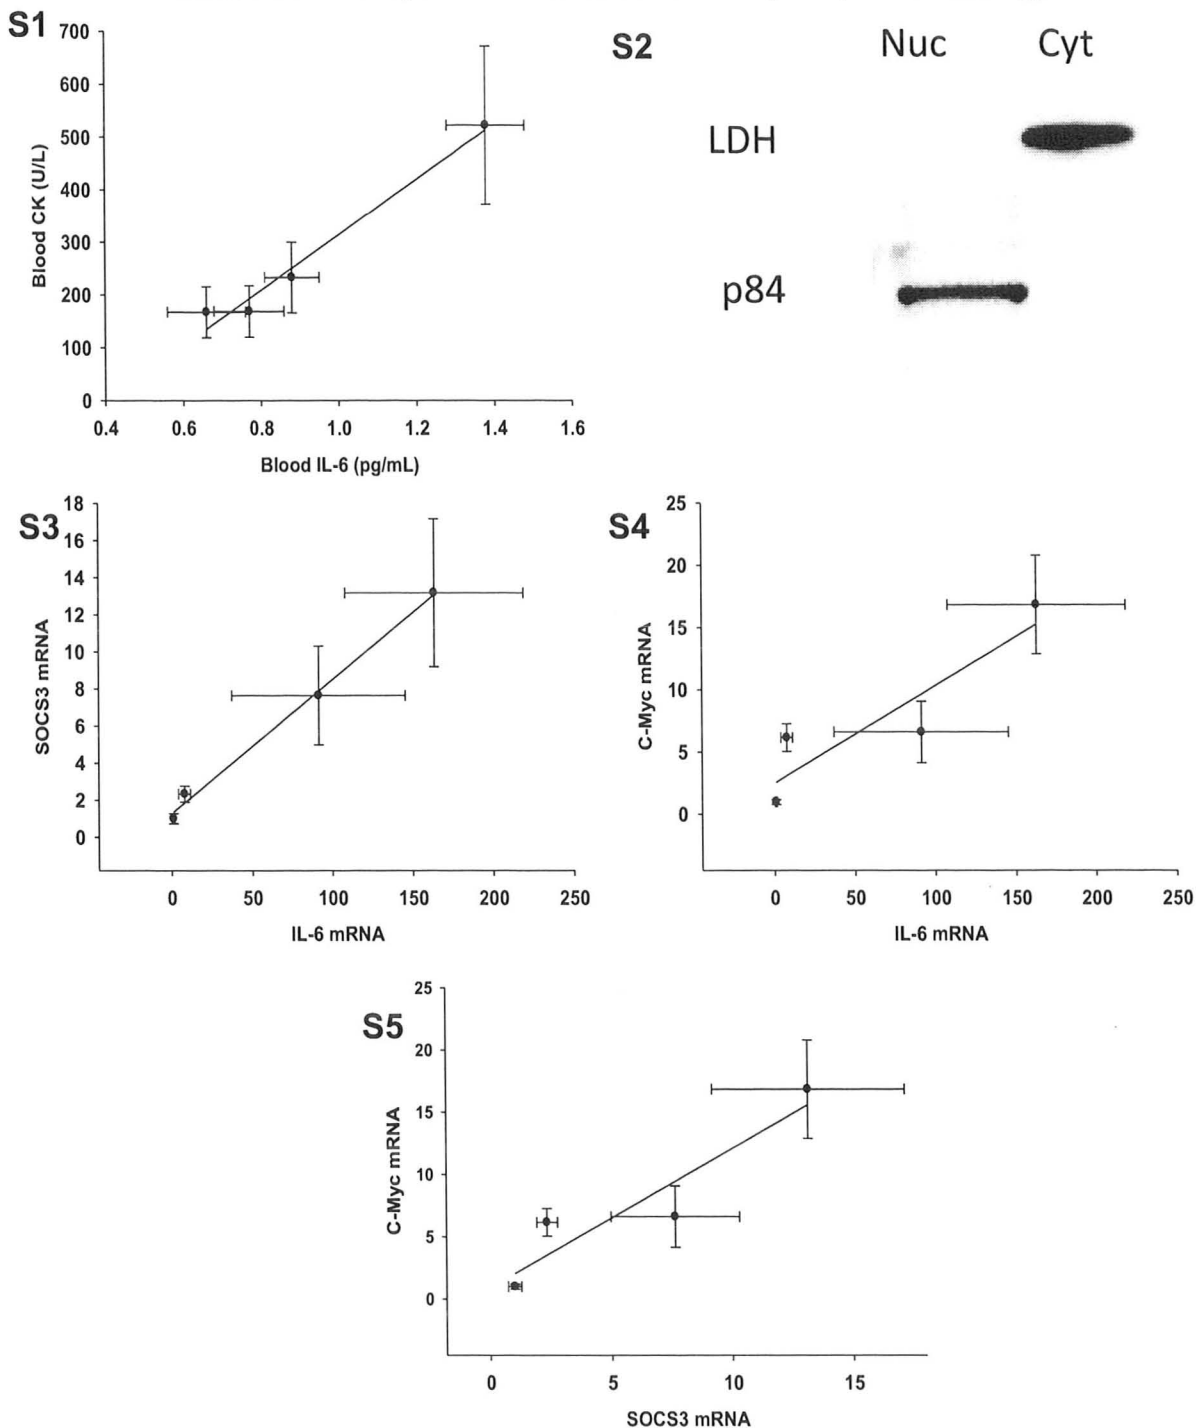 S1
700
600
500
400
300
200
100
0
Blood CK (U/L)
0.4 0.6 0.8 1.0 1.2 1.4 1.6
Blood IL-6 (pg/mL)
S2
Nuc Cyt
LDH
p84
S3
18
16
14
12
10
8
6
4
2
0
SOCS3 mRNA
0 50 100 150 200 250
IL-6 mRNA
S4
25
20
15
10
5
0
C-Myc mRNA
0 50 100 150 200 250
IL-6 mRNA
S5
25
20
15
10
5
0
C-Myc mRNA
0 5 10 15
SOCS3 mRNA